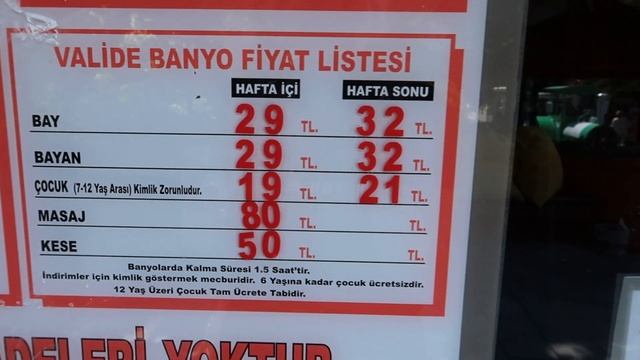 VALİDE BANYO FİYAT LİSTESİ
HAFTA İÇİ HAFTA SONU
BAY 29 TL. 32 TL.
BAYAN 29 TL. 32 TL.
ÇOCUK (7-12 Yaş Arası) Kimlik Zorunludur. 19 TL. 21 TL.
MASAJ 80 TL. TL.
KESE 50 TL. TL.
Banyolarda Kalma Süresi 1.5 Saat'tir.
İndirimler için kimlik göstermek mecburidir. 6 Yaşına kadar çocuk ücretsizdir.
12 Yaş Üzeri Çocuk Tam Ücrete Tabidir.
YOKTUR